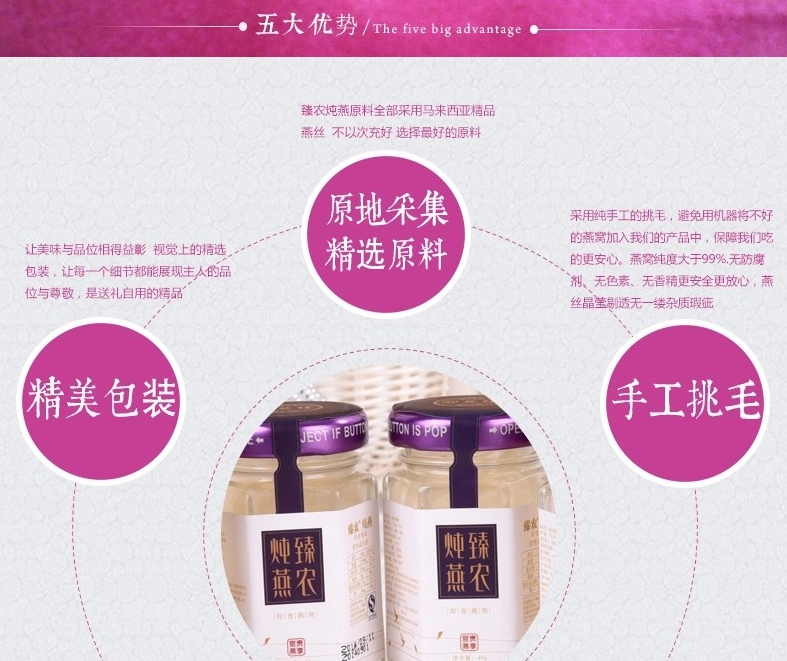 五大优势/The five big advantage
臻农炖燕原料全部采用马来西亚精品
燕丝 不以次充好 选择最好的原料
原地采集
精选原料
采用纯手工的挑毛，避免用机器将不好
的燕窝加入我们的产品中，保障我们吃
的更安心。燕窝纯度大于99%.无防腐
剂、无色素、无香精更安全更放心，燕
丝晶莹剔透无一缕杂质瑕疵
让美味与品位相得益彰 视觉上的精选
包装，让每一个细节都能展现主人的品
位与尊敬，是送礼自用的精品
精美包装
手工挑毛
JECT IF BUTTO
UTTON IS POP
OPE
臻农
炖燕
即食燕窝
臻农
炖燕
即食燕窝